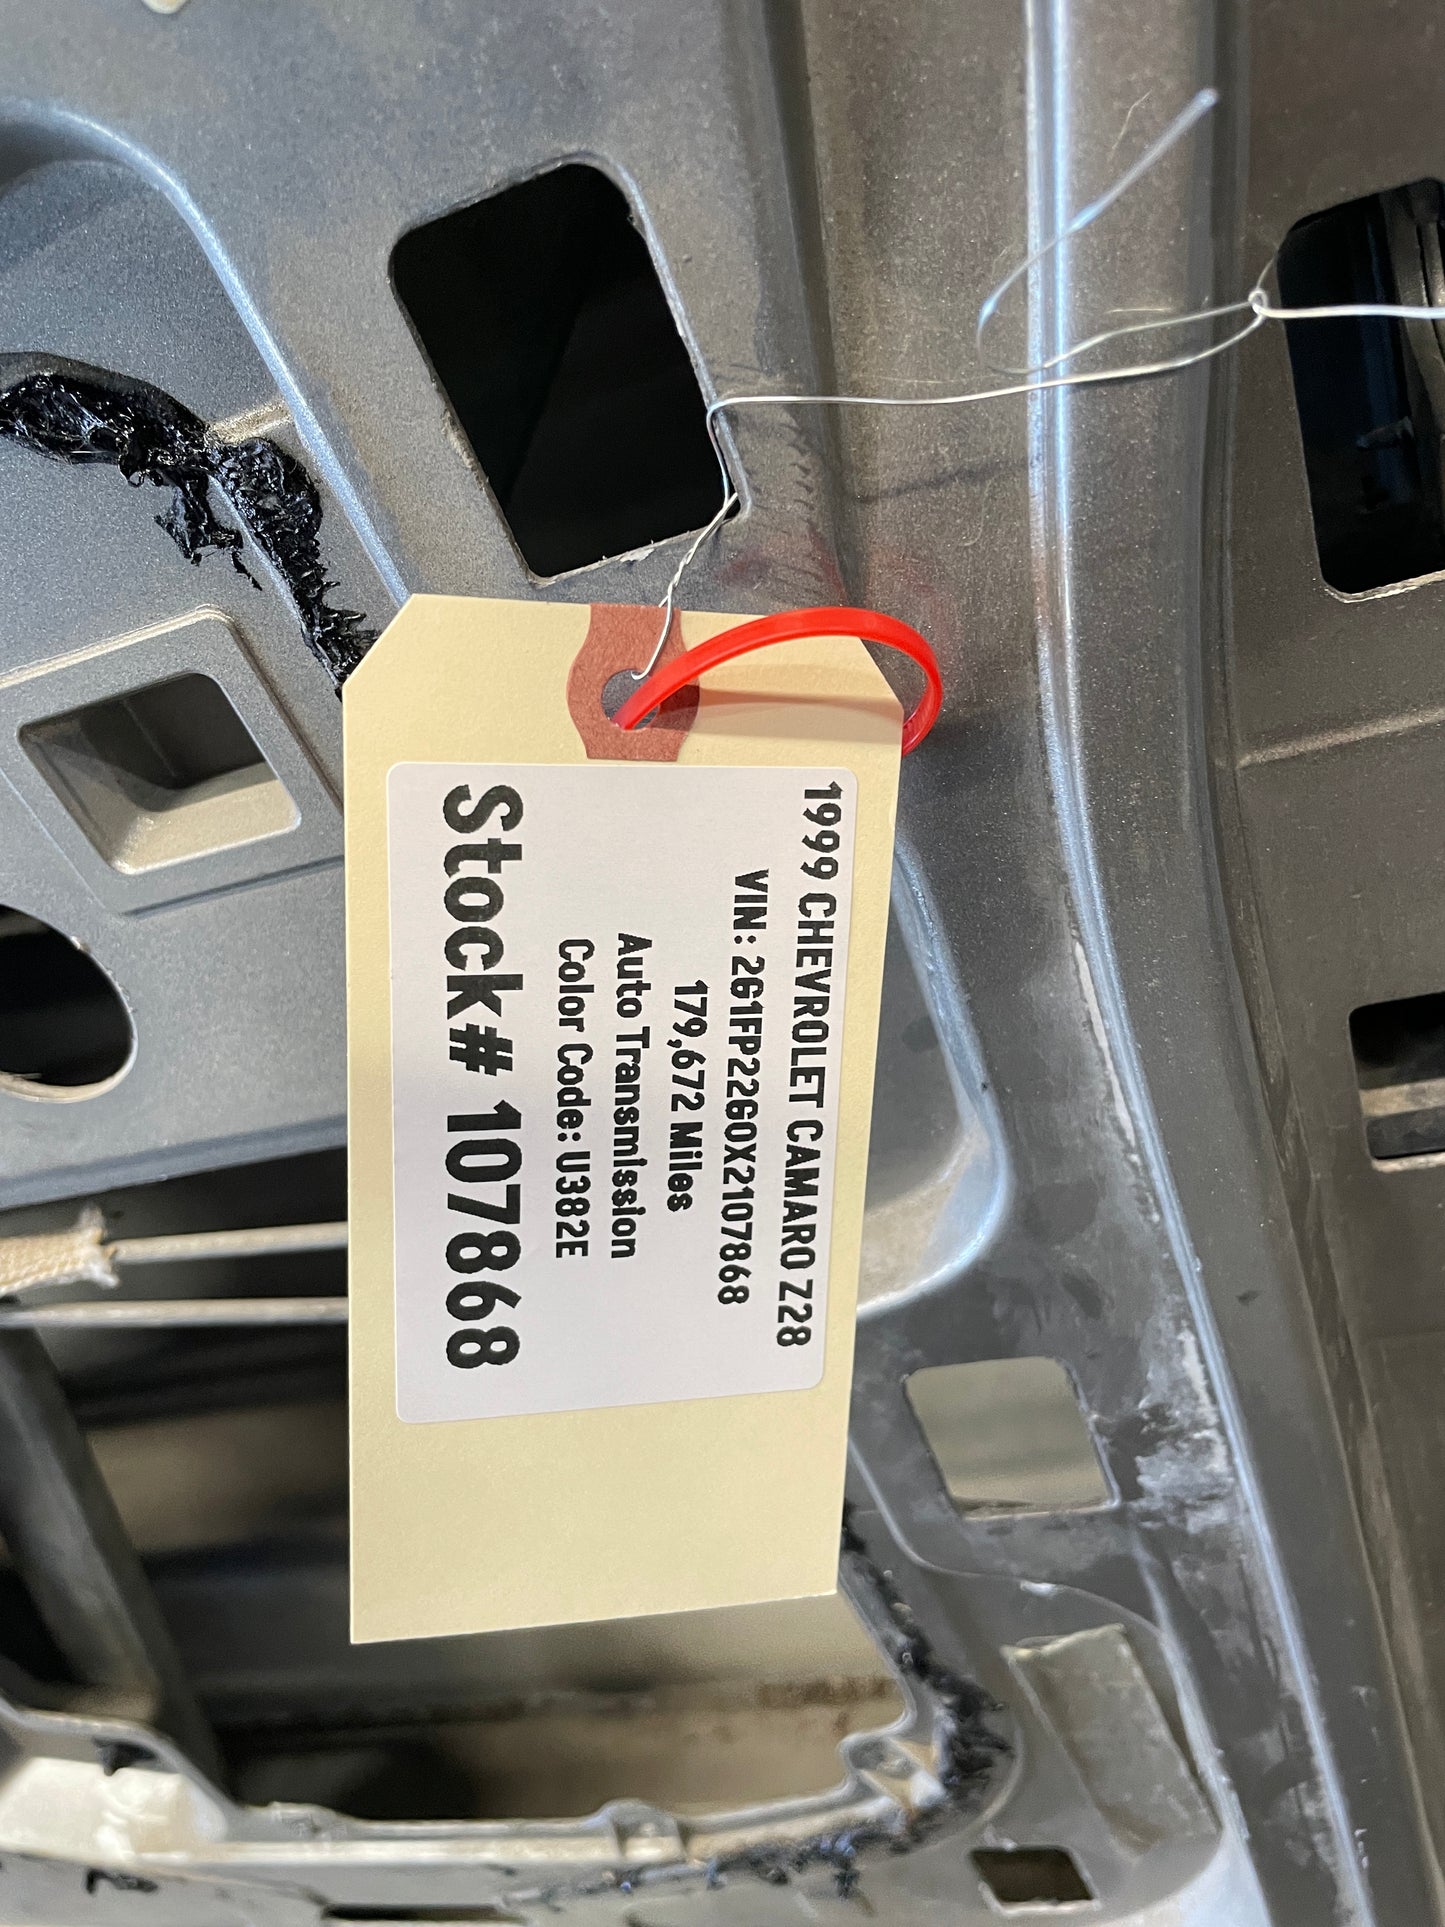 1999 CHEVROLET CAMARO Z28
VIN: 2G1FP22G0X2107868
179,672 Miles
Auto Transmission
Color Code: U382E
Stock# 107868